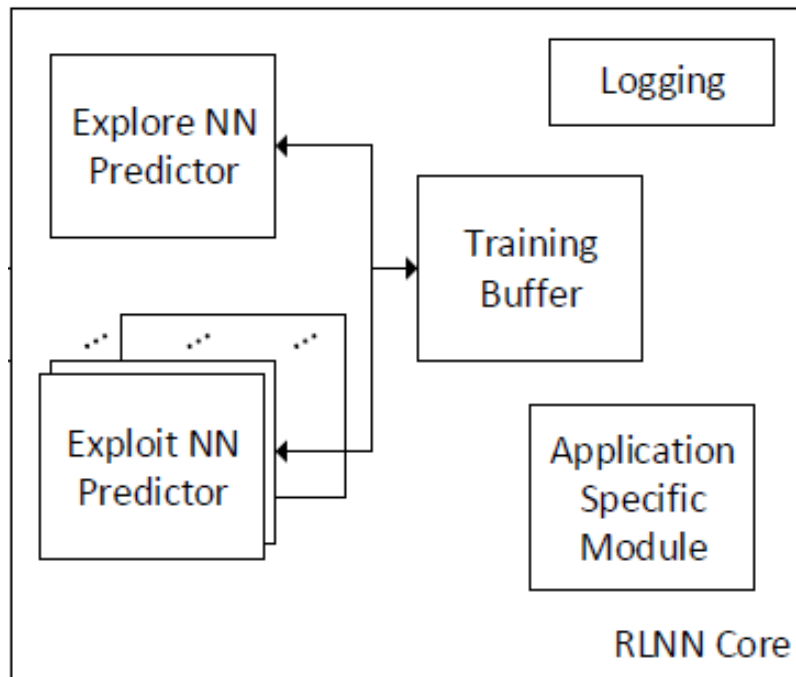 Explore NN
Predictor
Logging
Training
Buffer
Exploit NN
Predictor
Application
Specific
Module
RLNN Core